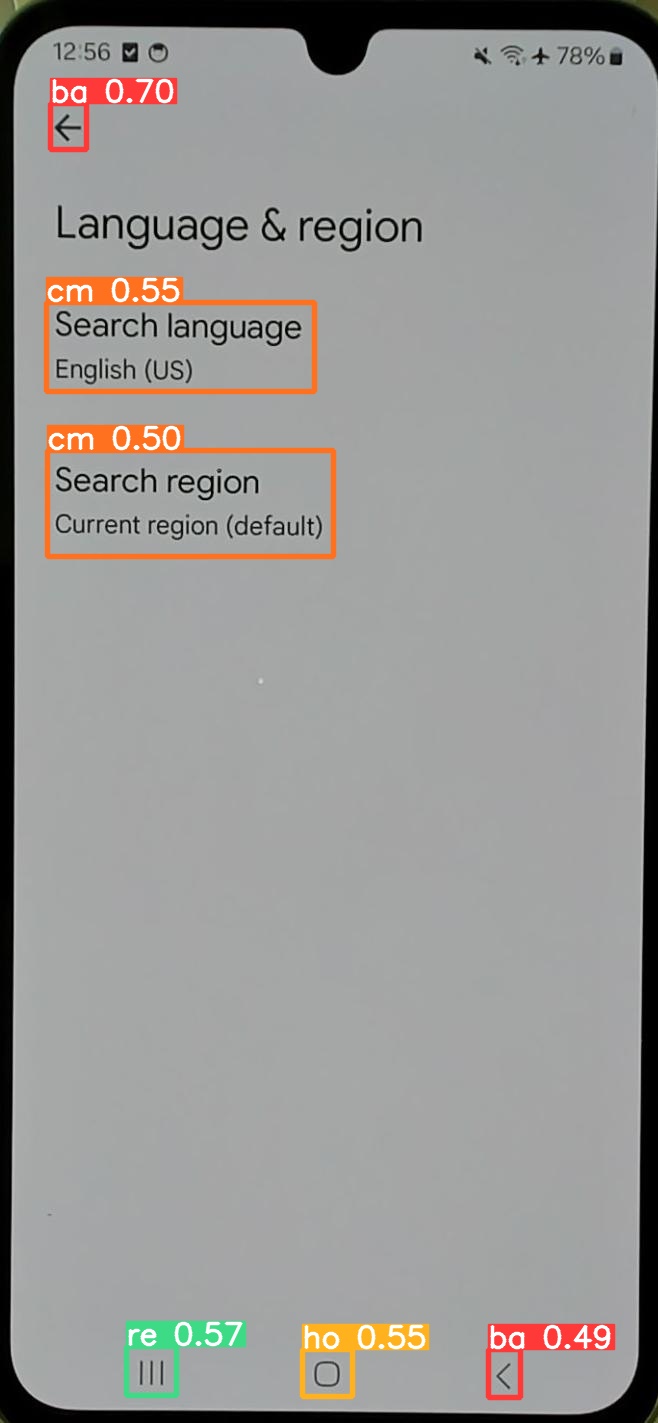 12:56
78%
ba 0.70
Language & region
cm 0.55
Search language
English (US)
cm 0.50
Search region
Current region (default)
re 0.57
ho 0.55
ba 0.49